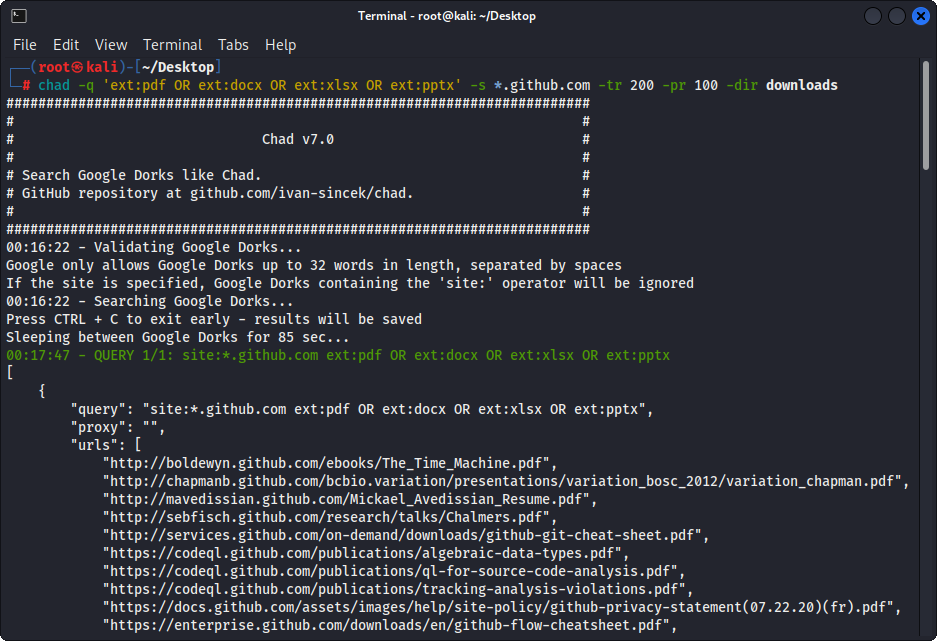 Terminal - root@kali: ~/Desktop
File Edit View Terminal Tabs Help
┌──(root㉿kali)-[~/Desktop]
└─# chad -q 'ext:pdf OR ext:docx OR ext:xlsx OR ext:pptx' -s *.github.com -tr 200 -pr 100 -dir downloads
#########################################################################
#                                                                       #
#                               Chad v7.0                               #
#                                                                       #
# Search Google Dorks like Chad.                                        #
# GitHub repository at github.com/ivan-sincek/chad.                     #
#                                                                       #
#########################################################################
00:16:22 - Validating Google Dorks...
Google only allows Google Dorks up to 32 words in length, separated by spaces
If the site is specified, Google Dorks containing the 'site:' operator will be ignored
00:16:22 - Searching Google Dorks...
Press CTRL + C to exit early - results will be saved
Sleeping between Google Dorks for 85 sec...
00:17:47 - QUERY 1/1: site:*.github.com ext:pdf OR ext:docx OR ext:xlsx OR ext:pptx
[
    {
        "query": "site:*.github.com ext:pdf OR ext:docx OR ext:xlsx OR ext:pptx",
        "proxy": "",
        "urls": [
            "http://boldewyn.github.com/ebooks/The_Time_Machine.pdf",
            "http://chapmanb.github.com/bcbio.variation/presentations/variation_bosc_2012/variation_chapman.pdf",
            "http://mavedissian.github.com/Mickael_Avedissian_Resume.pdf",
            "http://sebfisch.github.com/research/talks/Chalmers.pdf",
            "http://services.github.com/on-demand/downloads/github-git-cheat-sheet.pdf",
            "https://codeql.github.com/publications/algebraic-data-types.pdf",
            "https://codeql.github.com/publications/ql-for-source-code-analysis.pdf",
            "https://codeql.github.com/publications/tracking-analysis-violations.pdf",
            "https://docs.github.com/assets/images/help/site-policy/github-privacy-statement(07.22.20)(fr).pdf",
            "https://enterprise.github.com/downloads/en/github-flow-cheatsheet.pdf",